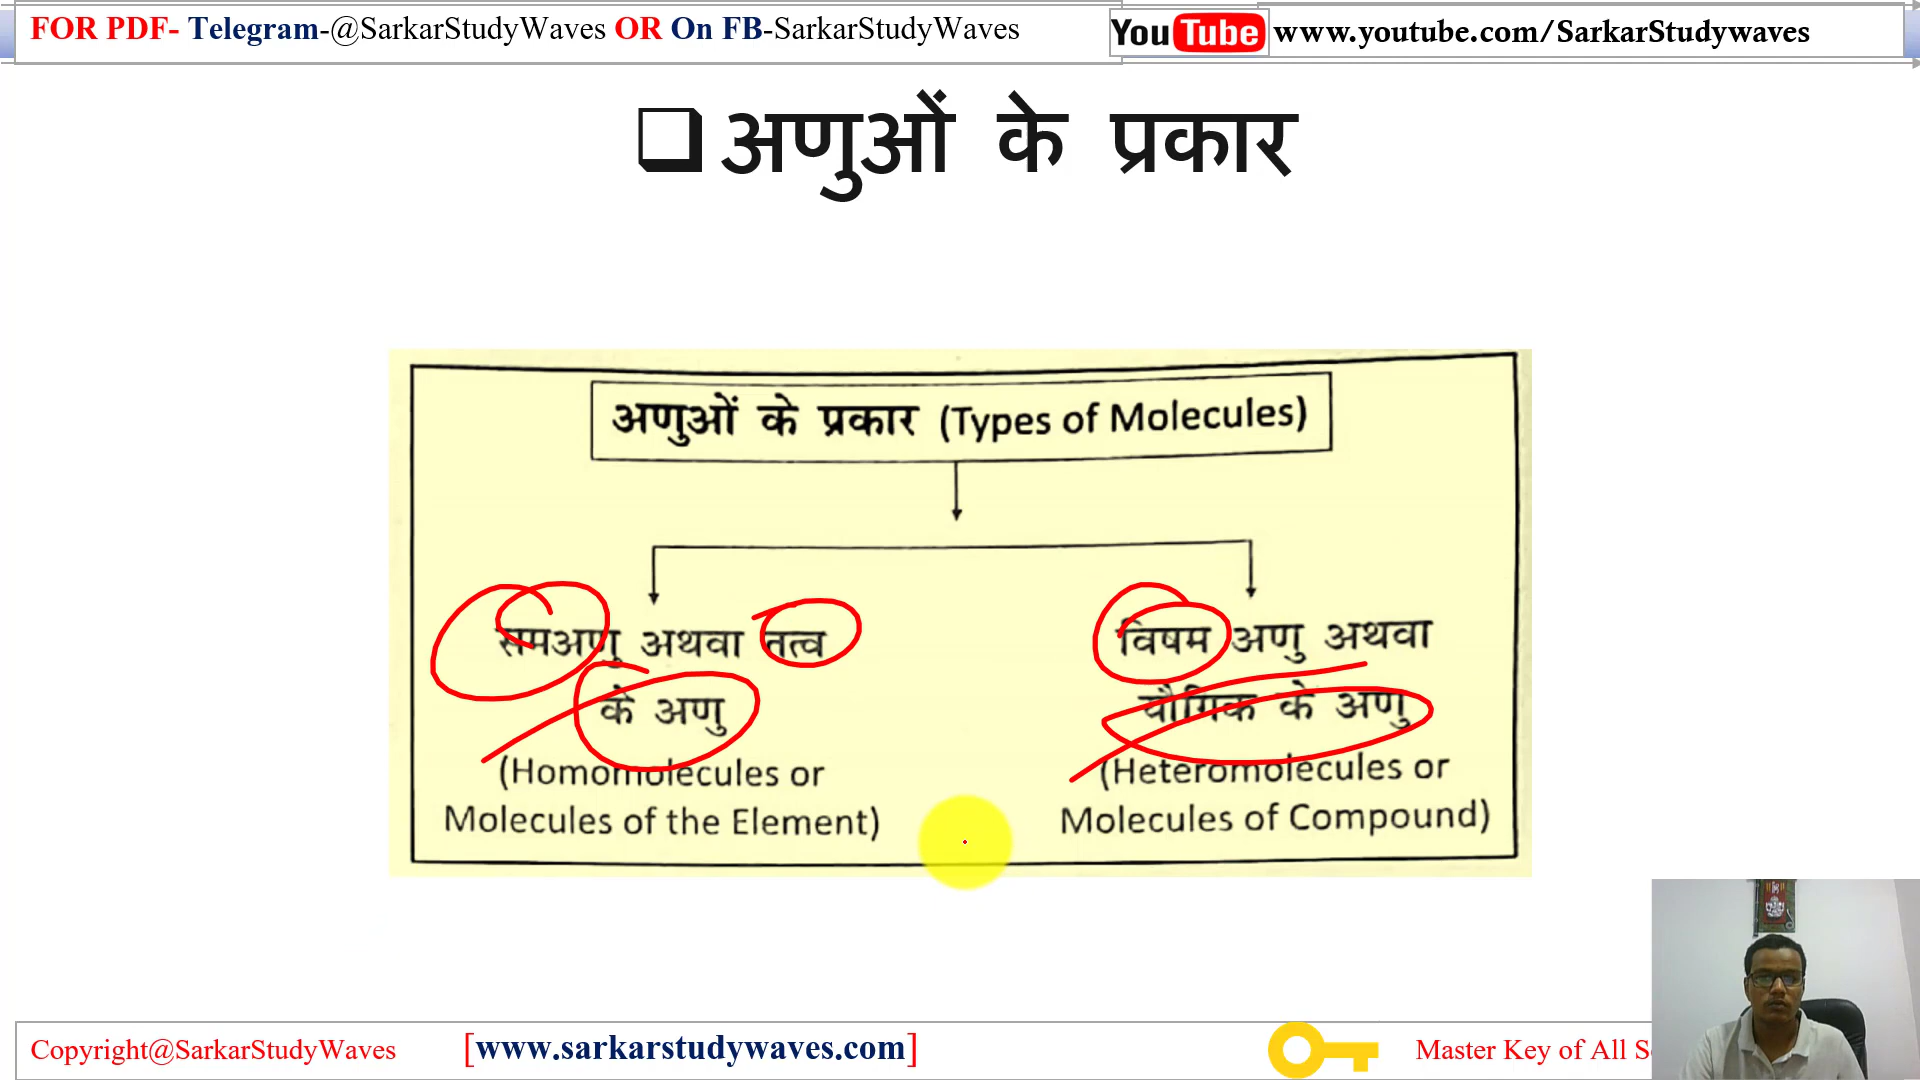 FOR PDF- Telegram-@SarkarStudyWaves OR On FB-SarkarStudyWaves
YouTube www.youtube.com/SarkarStudywaves
अणुओं के प्रकार
अणुओं के प्रकार (Types of Molecules)
समअणु अथवा तत्व
के अणु
(Homomolecules or
Molecules of the Element)
विषम अणु अथवा
यौगिक के अणु
(Heteromolecules or
Molecules of Compound)
Copyright@SarkarStudyWaves
[www.sarkarstudywaves.com]
Master Key of All